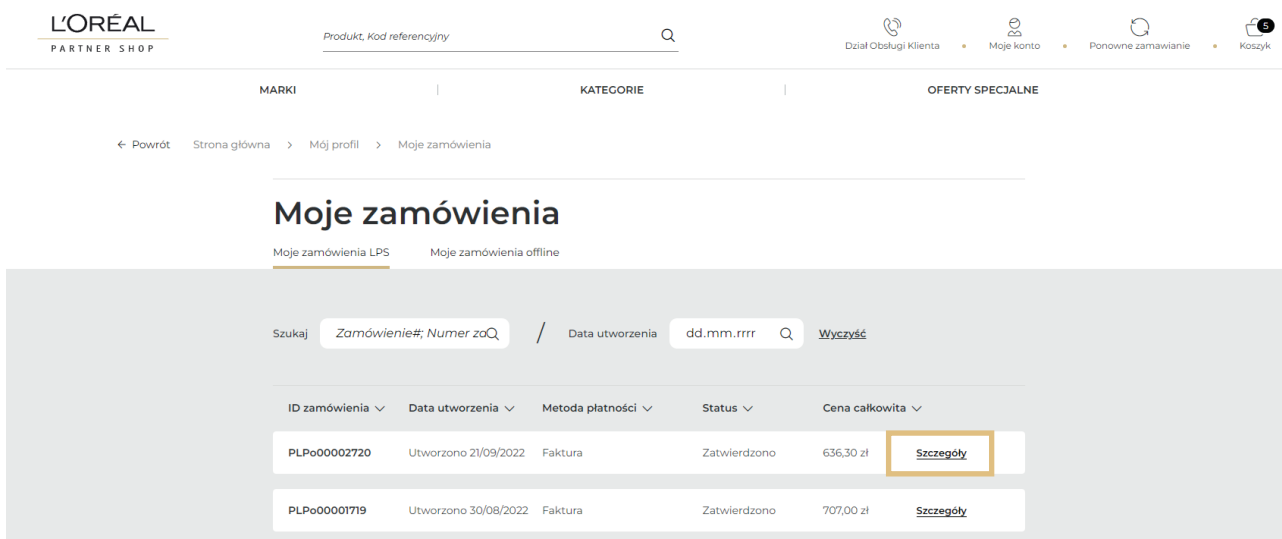 L'ORÉAL
PARTNER SHOP
Produkt, Kod referencyjny
Dział Obsługi Klienta
Moje konto
Ponowne zamawianie
5
Koszyk
MARKI
KATEGORIE
OFERTY SPECJALNE
← Powrót Strona główna > Mój profil > Moje zamówienia
Moje zamówienia
Moje zamówienia LPS Moje zamówienia offline
Szukaj Zamówienie#; Numer za / Data utworzenia dd.mm.rrrr Wyczyść
ID zamówienia Data utworzenia Metoda płatności Status Cena całkowita
PLPo00002720 Utworzono 21/09/2022 Faktura Zatwierdzono 636,30 zł Szczegóły
PLPo00001719 Utworzono 30/08/2022 Faktura Zatwierdzono 707,00 zł Szczegóły